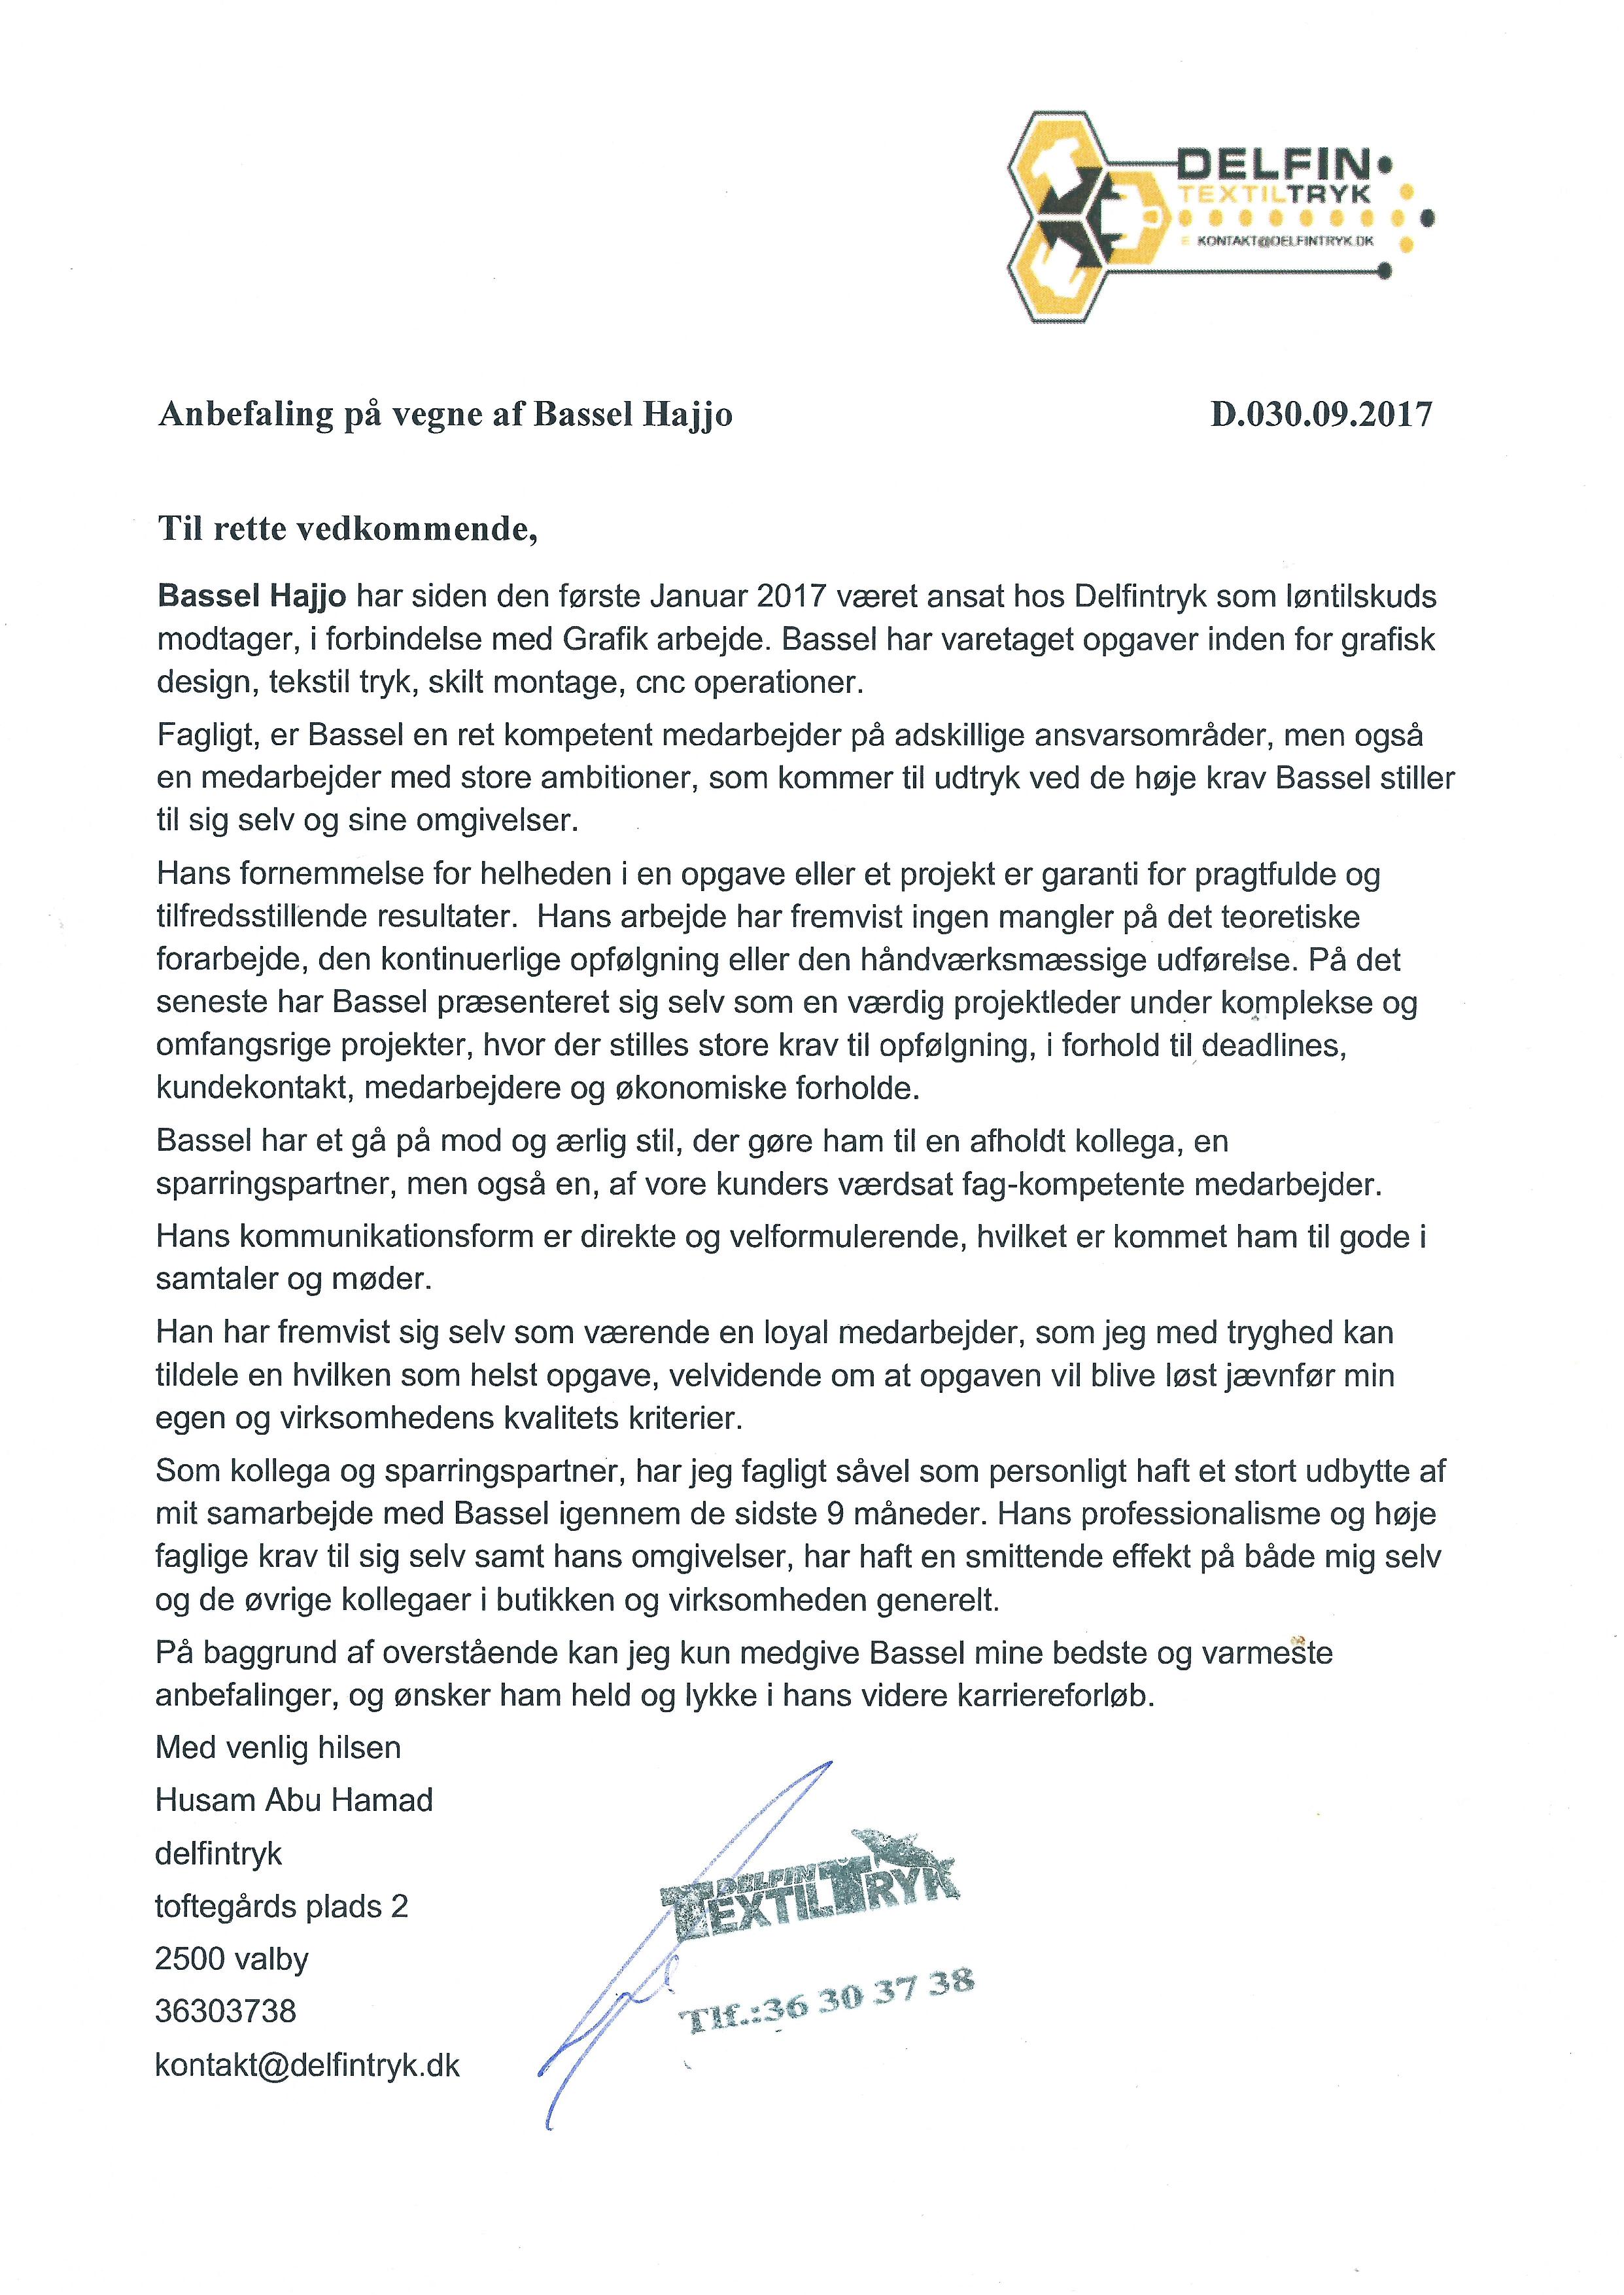 DELFIN
TEXTILTRYK
E KONTAKT@DELFINTRYK.DK
Anbefaling på vegne af Bassel Hajjo D.030.09.2017
Til rette vedkommende,
Bassel Hajjo har siden den første Januar 2017 været ansat hos Delfintryk som løntilskuds
modtager, i forbindelse med Grafik arbejde. Bassel har varetaget opgaver inden for grafisk
design, tekstil tryk, skilt montage, cnc operationer.
Fagligt, er Bassel en ret kompetent medarbejder på adskillige ansvarsområder, men også
en medarbejder med store ambitioner, som kommer til udtryk ved de høje krav Bassel stiller
til sig selv og sine omgivelser.
Hans fornemmelse for helheden i en opgave eller et projekt er garanti for pragtfulde og
tilfredsstillende resultater. Hans arbejde har fremvist ingen mangler på det teoretiske
forarbejde, den kontinuerlige opfølgning eller den håndværksmæssige udførelse. På det
seneste har Bassel præsenteret sig selv som en værdig projektleder under komplekse og
omfangsrige projekter, hvor der stilles store krav til opfølgning, i forhold til deadlines,
kundekontakt, medarbejdere og økonomiske forholde.
Bassel har et gå på mod og ærlig stil, der gøre ham til en afholdt kollega, en
sparringspartner, men også en, af vore kunders værdsat fag-kompetente medarbejder.
Hans kommunikationsform er direkte og velformulerende, hvilket er kommet ham til gode i
samtaler og møder.
Han har fremvist sig selv som værende en loyal medarbejder, som jeg med tryghed kan
tildele en hvilken som helst opgave, velvidende om at opgaven vil blive løst jævnfør min
egen og virksomhedens kvalitets kriterier.
Som kollega og sparringspartner, har jeg fagligt såvel som personligt haft et stort udbytte af
mit samarbejde med Bassel igennem de sidste 9 måneder. Hans professionalisme og høje
faglige krav til sig selv samt hans omgivelser, har haft en smittende effekt på både mig selv
og de øvrige kollegaer i butikken og virksomheden generelt.
På baggrund af overstående kan jeg kun medgive Bassel mine bedste og varmeste
anbefalinger, og ønsker ham held og lykke i hans videre karriereforløb.
Med venlig hilsen
Husam Abu Hamad
delfintryk
toftegårds plads 2
2500 valby
36303738
kontakt@delfintryk.dk
DELFIN
TEXTILTRYK
Tlf.:36 30 37 38